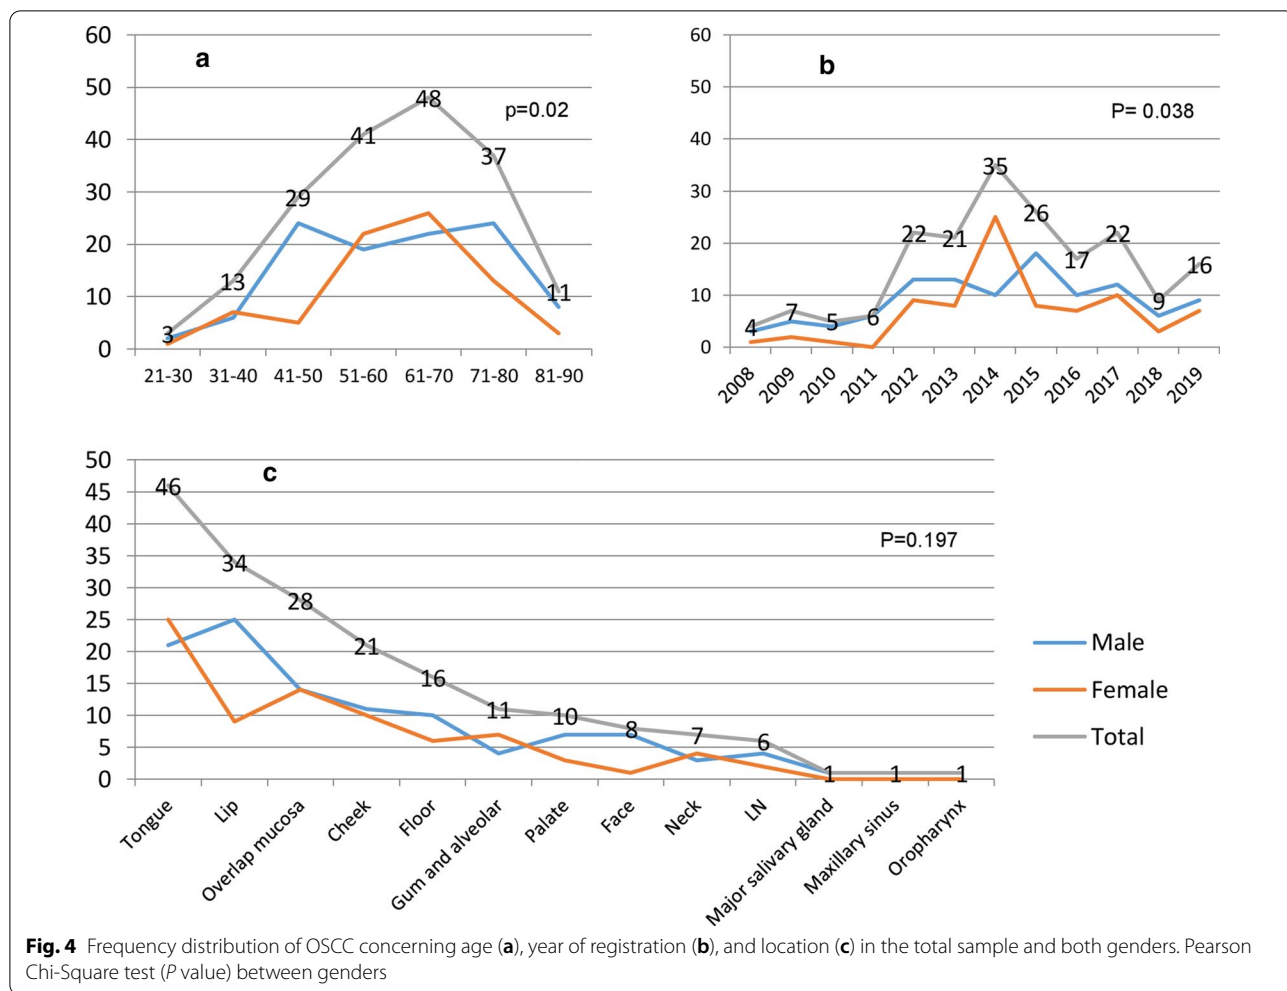 a
60
50
40
30
20
10
0
p=0.02
3
13
29
41
48
37
11
21-30 31-40 41-50 51-60 61-70 71-80 81-90
b
60
50
40
30
20
10
0
P= 0.038
4
7
5
6
22
21
35
26
17
22
9
16
2008 2009 2010 2011 2012 2013 2014 2015 2016 2017 2018 2019
c
50
45
40
35
30
25
20
15
10
5
0
P=0.197
46
34
28
21
16
11
10
8
7
6
1
1
1
Tongue
Lip
Overlap mucosa
Cheek
Floor
Gum and alveolar
Palate
Face
Neck
LN
Major salivary gland
Maxillary sinus
Oropharynx
Male
Female
Total
Fig. 4 Frequency distribution of OSCC concerning age (a), year of registration (b), and location (c) in the total sample and both genders. Pearson
Chi-Square test (P value) between genders